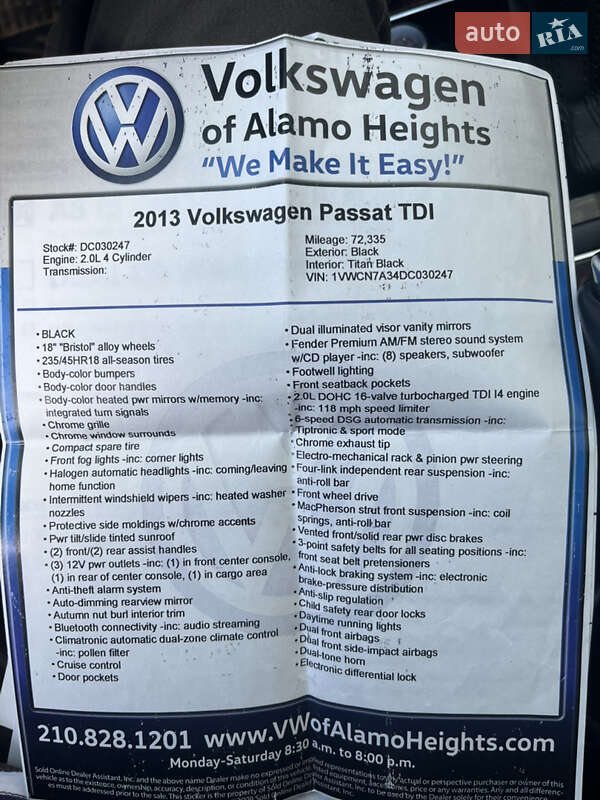 auto RIA.com
Volkswagen
of Alamo Heights
"We Make It Easy!"
2013 Volkswagen Passat TDI
Stock#: DC030247
Engine: 2.0L 4 Cylinder
Transmission:
Mileage: 72,335
Exterior: Black
Interior: Titan Black
VIN: 1VWCN7A34DC030247
• BLACK
• 18" "Bristol" alloy wheels
• 235/45HR18 all-season tires
• Body-color bumpers
• Body-color door handles
• Body-color heated pwr mirrors w/memory -inc:
integrated turn signals
• Chrome grille
• Chrome window surrounds
• Compact spare tire
• Front fog lights -inc: corner lights
• Halogen automatic headlights -inc: coming/leaving
home function
• Intermittent windshield wipers -inc: heated washer
nozzles
• Protective side moldings w/chrome accents
• Pwr tilt/slide tinted sunroof
• (2) front/(2) rear assist handles
• (3) 12V pwr outlets -inc: (1) in front center console,
(1) in rear of center console, (1) in cargo area
• Anti-theft alarm system
• Auto-dimming rearview mirror
• Autumn nut burl interior trim
• Bluetooth connectivity -inc: audio streaming
• Climatronic automatic dual-zone climate control
-inc: pollen filter
• Cruise control
• Door pockets
• Dual illuminated visor vanity mirrors
• Fender Premium AM/FM stereo sound system
w/CD player -inc: (8) speakers, subwoofer
• Footwell lighting
• Front seatback pockets
• 2.0L DOHC 16-valve turbocharged TDI I4 engine
-inc: 118 mph speed limiter
• 6-speed DSG automatic transmission -inc:
Tiptronic & sport mode
• Chrome exhaust tip
• Electro-mechanical rack & pinion pwr steering
• Four-link independent rear suspension -inc:
anti-roll bar
• Front wheel drive
• MacPherson strut front suspension -inc: coil
springs, anti-roll bar
• Vented front/solid rear pwr disc brakes
• 3-point safety belts for all seating positions -inc:
front seat belt pretensioners
• Anti-lock braking system -inc: electronic
brake-pressure distribution
• Anti-slip regulation
• Child safety rear door locks
• Daytime running lights
• Dual front airbags
• Dual front side-impact airbags
• Dual-tone horn
• Electronic differential lock
210.828.1201 www.VWofAlamoHeights.com
Monday-Saturday 8:30 a.m. to 8:00 p.m.
Sold Online Dealer Assistant, Inc. and the above name Dealer make no expressed or